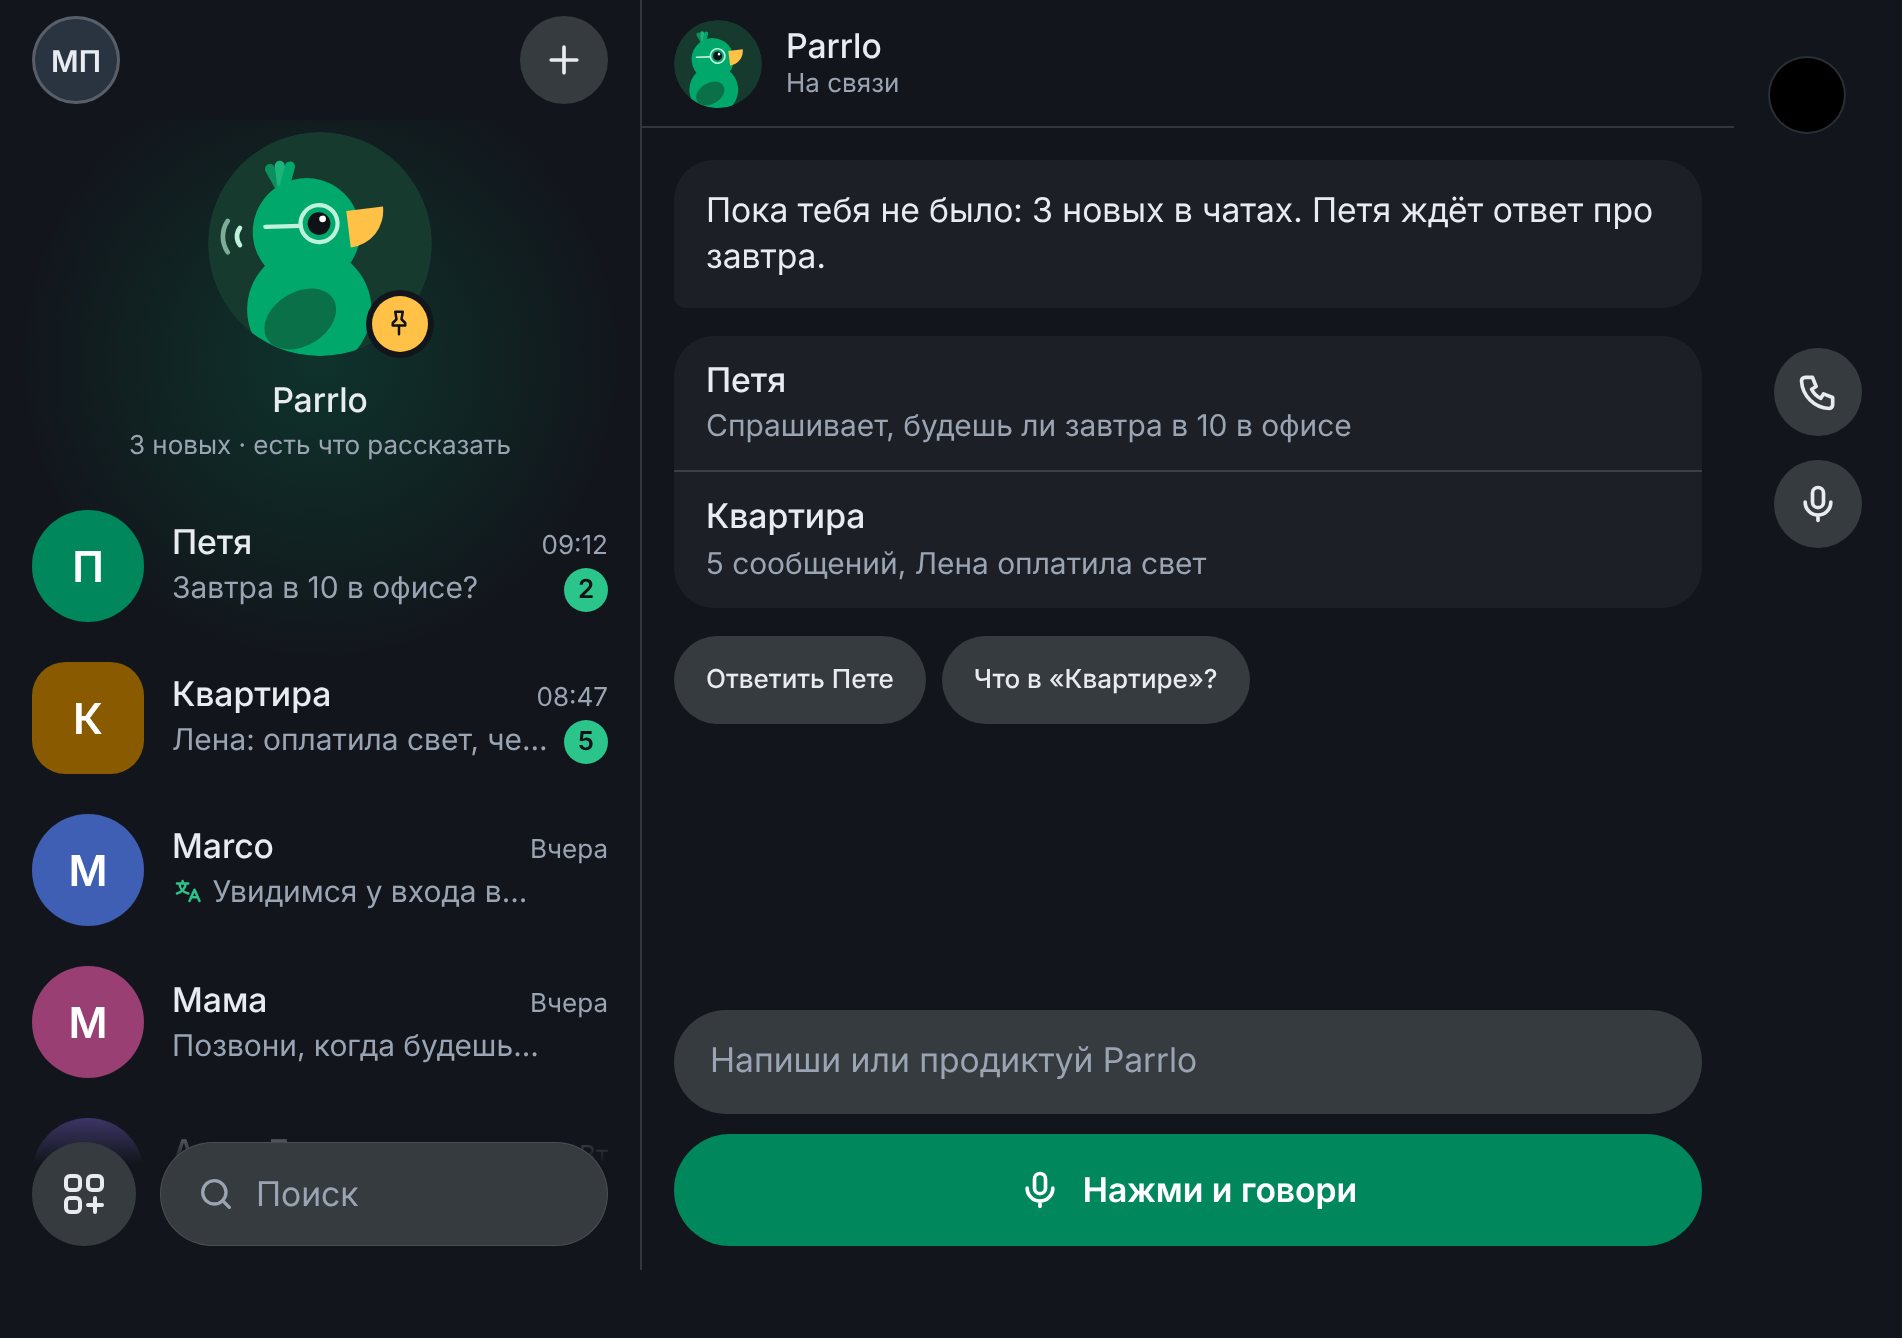 МП
Parrlo
3 новых · есть что рассказать
П
Петя
09:12
Завтра в 10 в офисе?
2
К
Квартира
08:47
Лена: оплатила свет, че...
5
M
Marco
Вчера
Увидимся у входа в...
М
Мама
Вчера
Позвони, когда будешь...
Поиск
Parrlo
На связи
Пока тебя не было: 3 новых в чатах. Петя ждёт ответ про
завтра.
Петя
Спрашивает, будешь ли завтра в 10 в офисе
Квартира
5 сообщений, Лена оплатила свет
Ответить Пете
Что в «Квартире»?
Напиши или продиктуй Parrlo
Нажми и говори